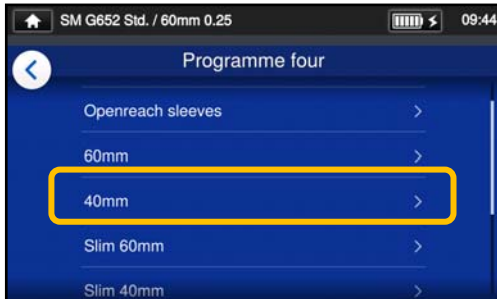 SM G652 Std. / 60mm 0.25 09:44
Programme four
Openreach sleeves
60mm
40mm
Slim 60mm
Slim 40mm